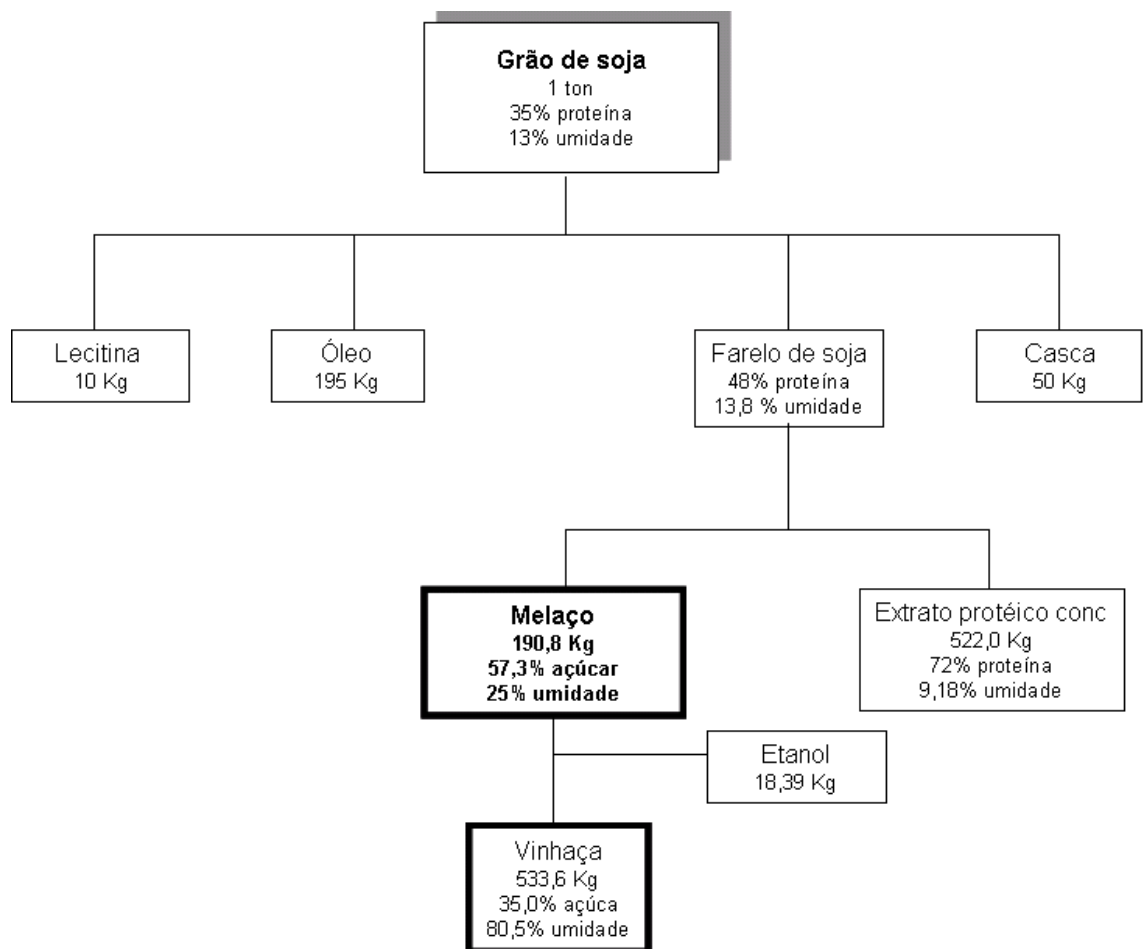 Grão de soja
1 ton
35% proteína
13% umidade
Lecitina
10 Kg
Óleo
195 Kg
Farelo de soja
48% proteína
13,8 % umidade
Casca
50 Kg
Melaço
190,8 Kg
57,3% açúcar
25% umidade
Extrato protéico conc
522,0 Kg
72% proteína
9,18% umidade
Etanol
18,39 Kg
Vinhaça
533,6 Kg
35,0% açúca
80,5% umidade